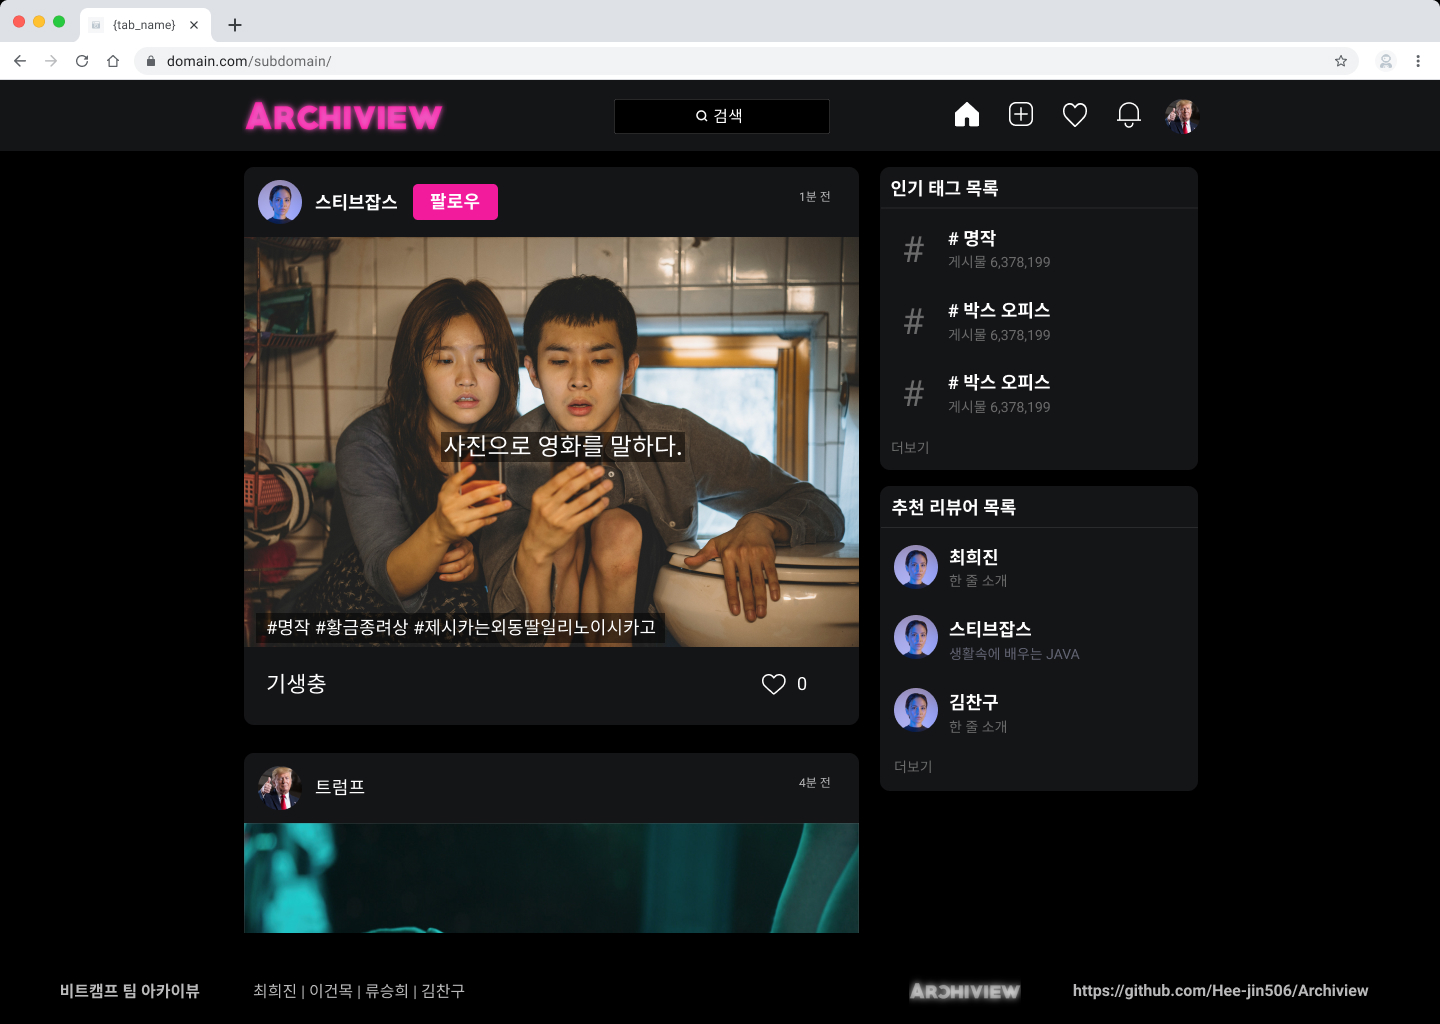 {tab_name}
domain.com/subdomain/
ARCHIVIEW
검색
스티브잡스
팔로우
1분 전
사진으로 영화를 말하다.
#명작 #황금종려상 #제시카는외동딸일리노이시카고
기생충
0
트럼프
4분 전
인기 태그 목록
#
# 명작
게시물 6,378,199
#
# 박스 오피스
게시물 6,378,199
#
# 박스 오피스
게시물 6,378,199
더보기
추천 리뷰어 목록
최희진
한 줄 소개
스티브잡스
생활속에 배우는 JAVA
김찬구
한 줄 소개
더보기
비트캠프 팀 아카이뷰
최희진 | 이건목 | 류승희 | 김찬구
ARCHIVIEW
https://github.com/Hee-jin506/Archiview